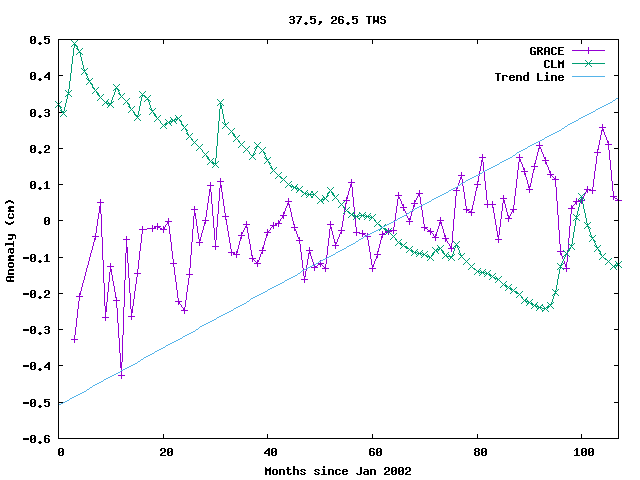 37.5, 26.5 TWS
GRACE
CLM
Trend Line
0.5
0.4
0.3
0.2
0.1
0
-0.1
-0.2
-0.3
-0.4
-0.5
-0.6
Anomaly (cm)
0 20 40 60 80 100
Months since Jan 2002